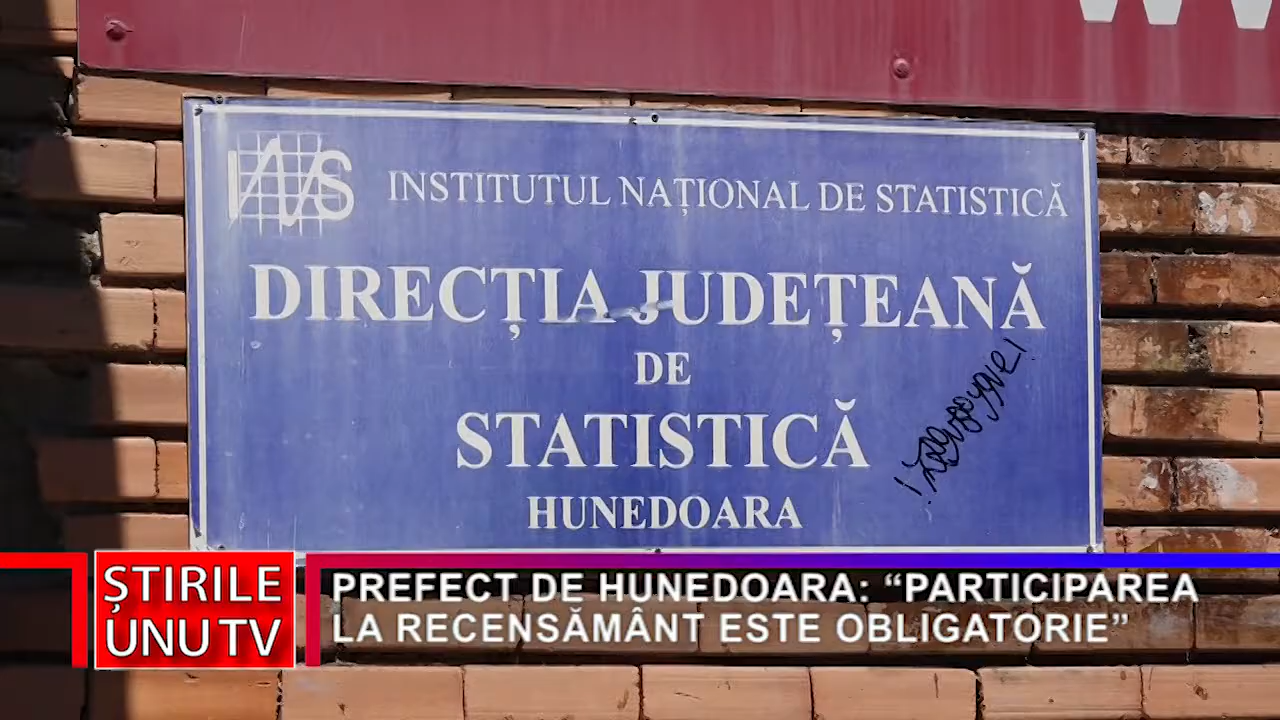 INS
INSTITUTUL NAȚIONAL DE STATISTICĂ
DIRECȚIA JUDEȚEANĂ
DE
STATISTICĂ
HUNEDOARA
ȘTIRILE
UNU TV
PREFECT DE HUNEDOARA: “PARTICIPAREA
LA RECENSĂMÂNT ESTE OBLIGATORIE”